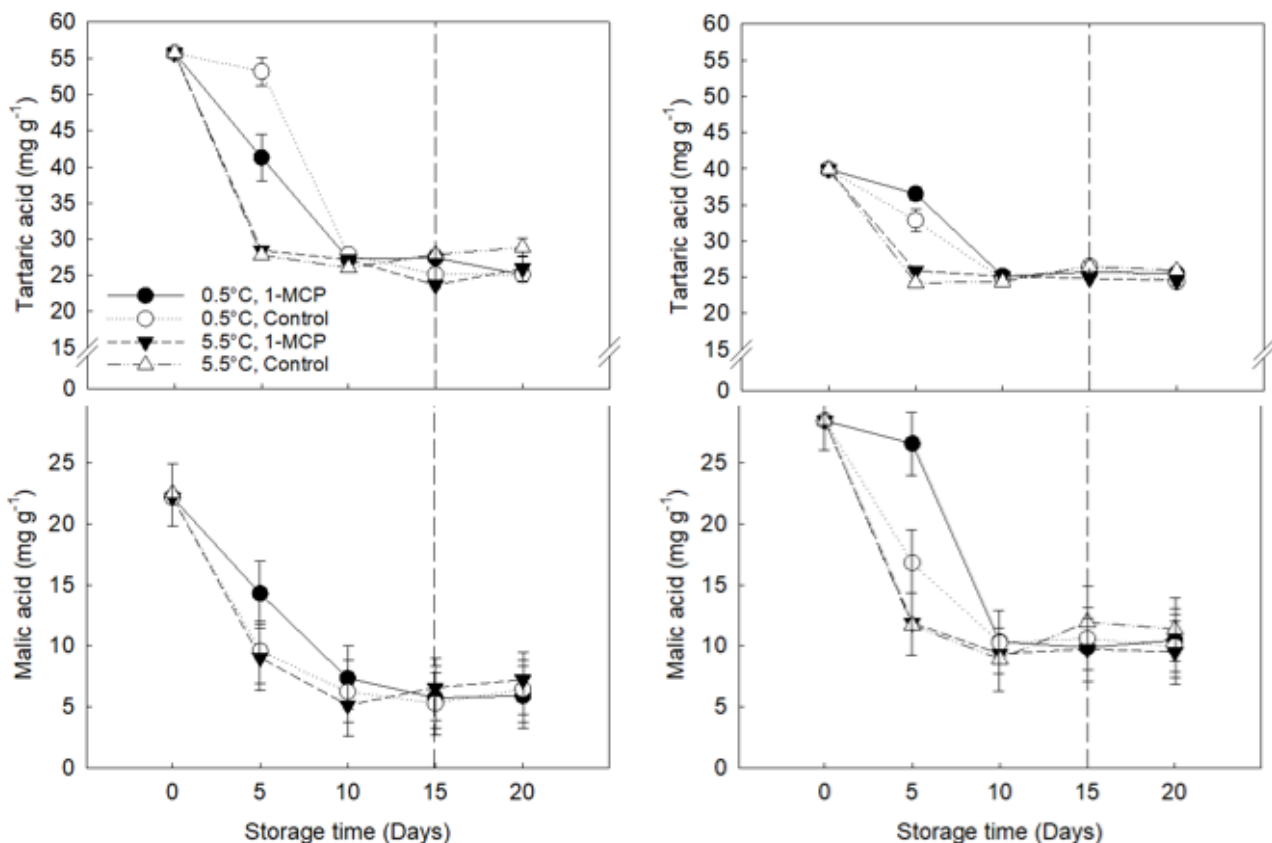 60
55
50
45
40
35
30
25
20
15
0
Tartaric acid (mg g⁻¹)
0.5°C, 1-MCP
0.5°C, Control
5.5°C, 1-MCP
5.5°C, Control
60
55
50
45
40
35
30
25
20
15
0
Tartaric acid (mg g⁻¹)
25
20
15
10
5
0
Malic acid (mg g⁻¹)
0 5 10 15 20
Storage time (Days)
25
20
15
10
5
0
Malic acid (mg g⁻¹)
0 5 10 15 20
Storage time (Days)